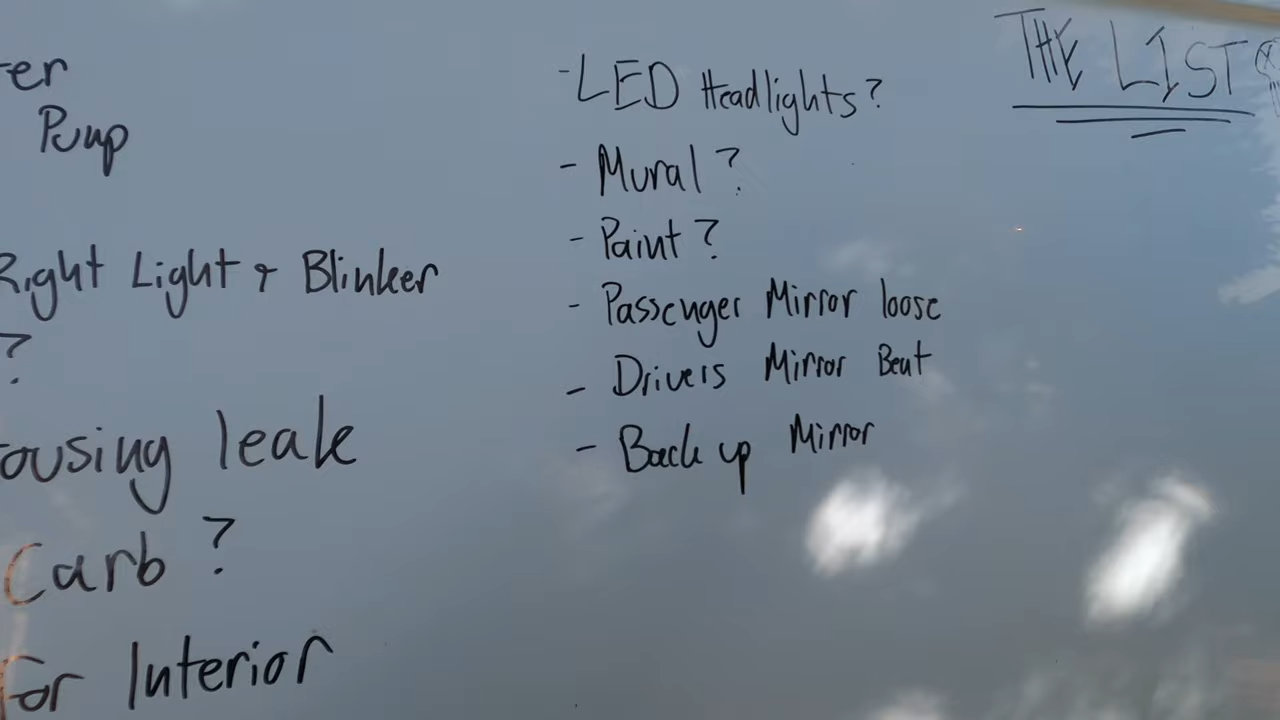 THE LIST
Pump
Right Light + Blinker
?
leak
Carb ?
For Interior
- LED Headlights?
- Mural ?
- Paint ?
- Passenger Mirror loose
- Drivers Mirror Bent
- Back up Mirror